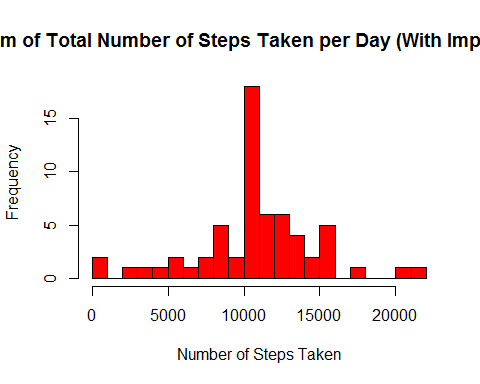 m of Total Number of Steps Taken per Day (With Imp
Frequency
15
10
5
0
0 5000 10000 15000 20000
Number of Steps Taken